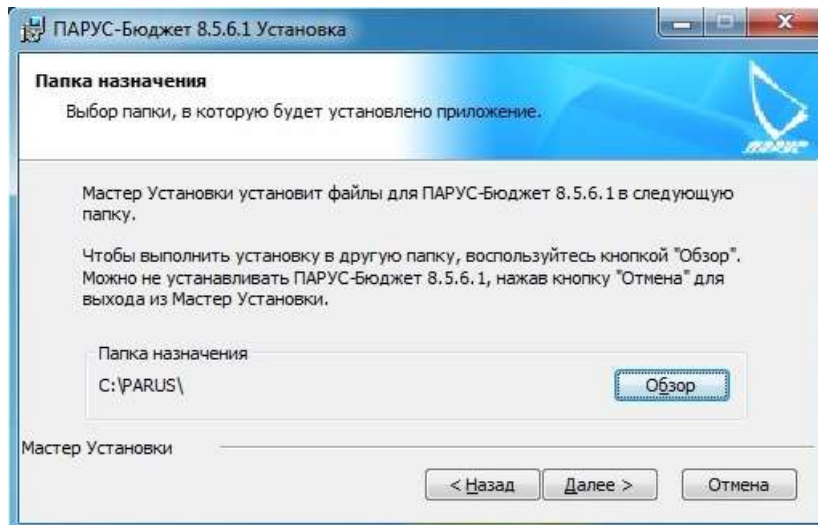 ПАРУС-Бюджет 8.5.6.1 Установка
Папка назначения
Выбор папки, в которую будет установлено приложение.
ПАРУС
Мастер Установки установит файлы для ПАРУС-Бюджет 8.5.6.1 в следующую
папку.
Чтобы выполнить установку в другую папку, воспользуйтесь кнопкой "Обзор".
Можно не устанавливать ПАРУС-Бюджет 8.5.6.1, нажав кнопку "Отмена" для
выхода из Мастер Установки.
Папка назначения
C:\PARUS\
Обзор
Мастер Установки
< Назад Далее > Отмена